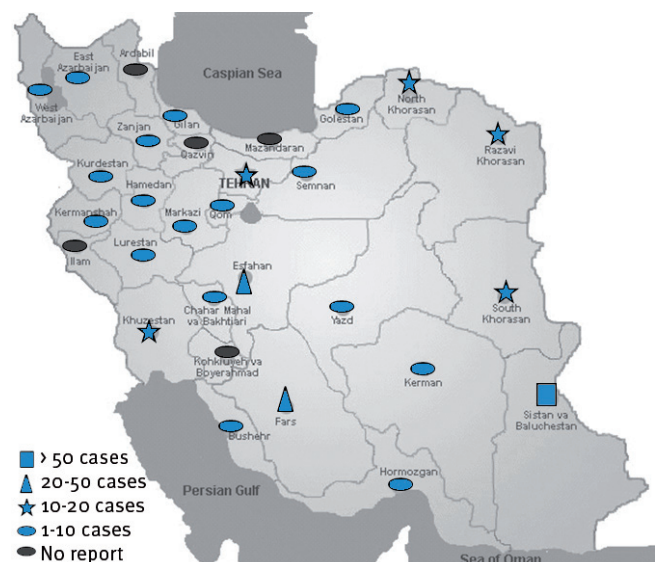 Caspian Sea
East
Azarbaijan
Ardabil
West
Azarbaijan
Gilan
Zanjan
Qazvin
Mazandaran
Golestan
North
Khorasan
Razavi
Khorasan
Kurdestan
Hamedan
TEHRAN
Semnan
Kermanshah
Markazi
Qom
Ilam
Lurestan
Esfahan
Chahar Mahal
va Bakhtiari
Yazd
South
Khorasan
Khuzestan
Kohkiluyeh va
Boyerahmad
Kerman
Fars
Sistan va
Baluchestan
Bushehr
Hormozgan
Persian Gulf
Sea of Oman
> 50 cases
20-50 cases
10-20 cases
1-10 cases
No report